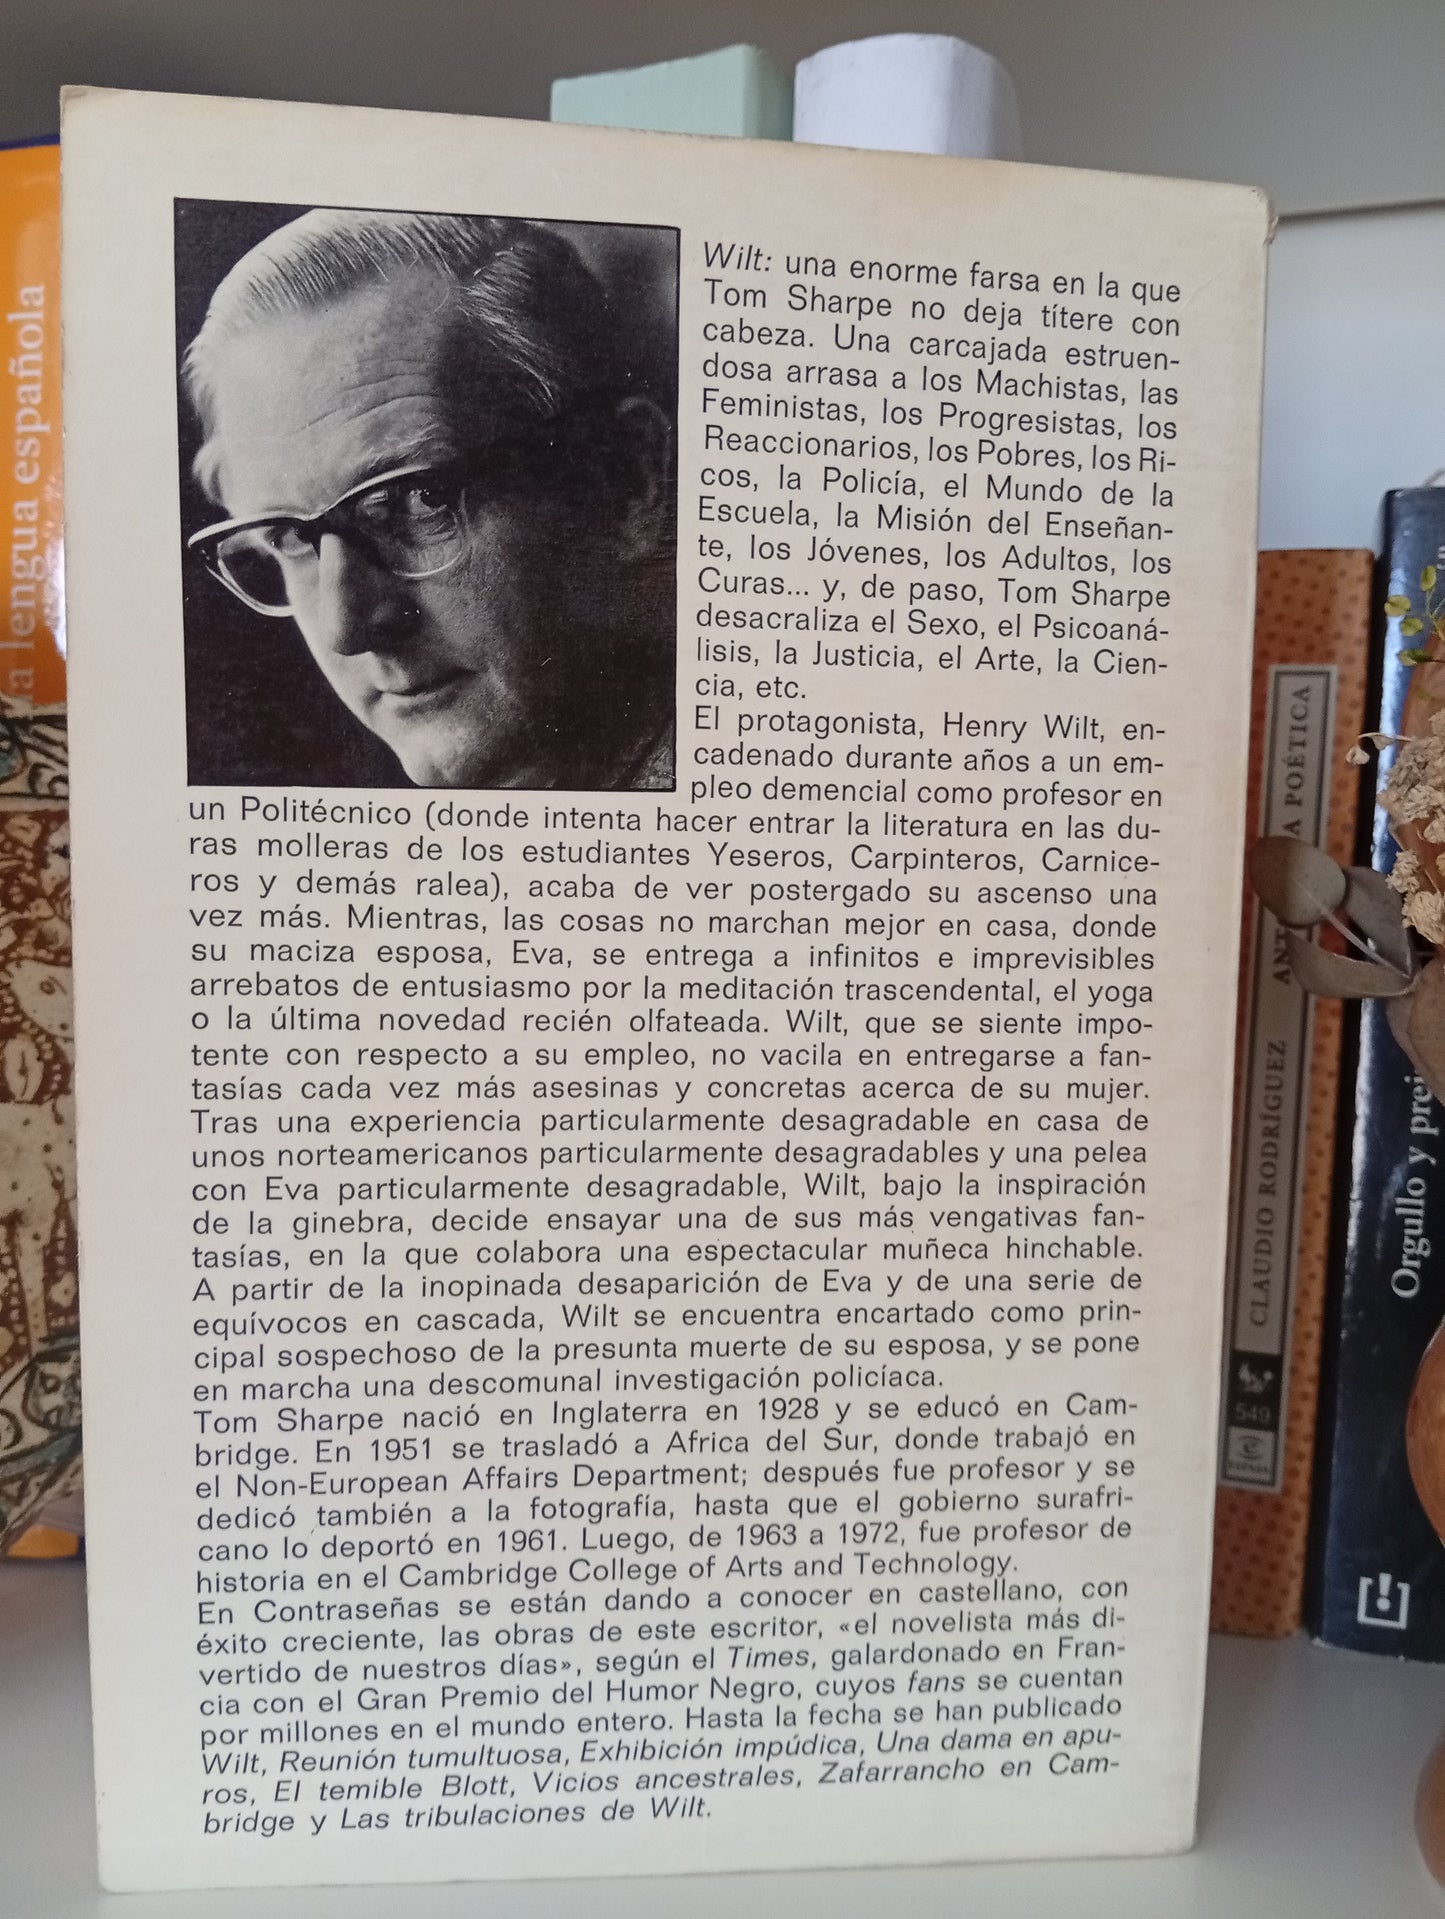 Wilt: una enorme farsa en la que
Tom Sharpe no deja títere con
cabeza. Una carcajada estruen-
dosa arrasa a los Machistas, las
Feministas, los Progresistas, los
Reaccionarios, los Pobres, los Ri-
cos, la Policía, el Mundo de la
Escuela, la Misión del Enseñan-
te, los Jóvenes, los Adultos, los
Curas... y, de paso, Tom Sharpe
desacraliza el Sexo, el Psicoaná-
lisis, la Justicia, el Arte, la Cien-
cia, etc.
El protagonista, Henry Wilt, en-
cadenado durante años a un em-
pleo demencial como profesor en
un Politécnico (donde intenta hacer entrar la literatura en las du-
ras molleras de los estudiantes Yeseros, Carpinteros, Carnice-
ros y demás ralea), acaba de ver postergado su ascenso una
vez más. Mientras, las cosas no marchan mejor en casa, donde
su maciza esposa, Eva, se entrega a infinitos e imprevisibles
arrebatos de entusiasmo por la meditación trascendental, el yoga
o la última novedad recién olfateada. Wilt, que se siente impo-
tente con respecto a su empleo, no vacila en entregarse a fan-
tasías cada vez más asesinas y concretas acerca de su mujer.
Tras una experiencia particularmente desagradable en casa de
unos norteamericanos particularmente desagradables y una pelea
con Eva particularmente desagradable, Wilt, bajo la inspiración
de la ginebra, decide ensayar una de sus más vengativas fan-
tasías, en la que colabora una espectacular muñeca hinchable.
A partir de la inopinada desaparición de Eva y de una serie de
equívocos en cascada, Wilt se encuentra encartado como prin-
cipal sospechoso de la presunta muerte de su esposa, y se pone
en marcha una descomunal investigación policíaca.
Tom Sharpe nació en Inglaterra en 1928 y se educó en Cam-
bridge. En 1951 se trasladó a Africa del Sur, donde trabajó en
el Non-European Affairs Department; después fue profesor y se
dedicó también a la fotografía, hasta que el gobierno surafri-
cano lo deportó en 1961. Luego, de 1963 a 1972, fue profesor de
historia en el Cambridge College of Arts and Technology.
En Contraseñas se están dando a conocer en castellano, con
éxito creciente, las obras de este escritor, «el novelista más di-
vertido de nuestros días», según el Times, galardonado en Fran-
cia con el Gran Premio del Humor Negro, cuyos fans se cuentan
por millones en el mundo entero. Hasta la fecha se han publicado
Wilt, Reunión tumultuosa, Exhibición impúdica, Una dama en apu-
ros, El temible Blott, Vicios ancestrales, Zafarrancho en Cam-
bridge y Las tribulaciones de Wilt.
la lengua española
CLAUDIO RODRÍGUEZ
POÉTICA
549
Orgullo y